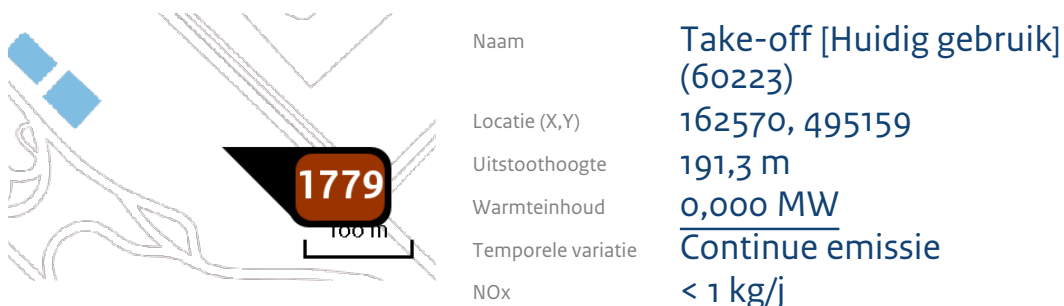 1779
100 m
Naam Take-off [Huidig gebruik]
(60223)
Locatie (X,Y) 162570, 495159
Uitstoothoogte 191,3 m
Warmteinhoud 0,000 MW
Temporele variatie Continue emissie
NOx < 1 kg/j